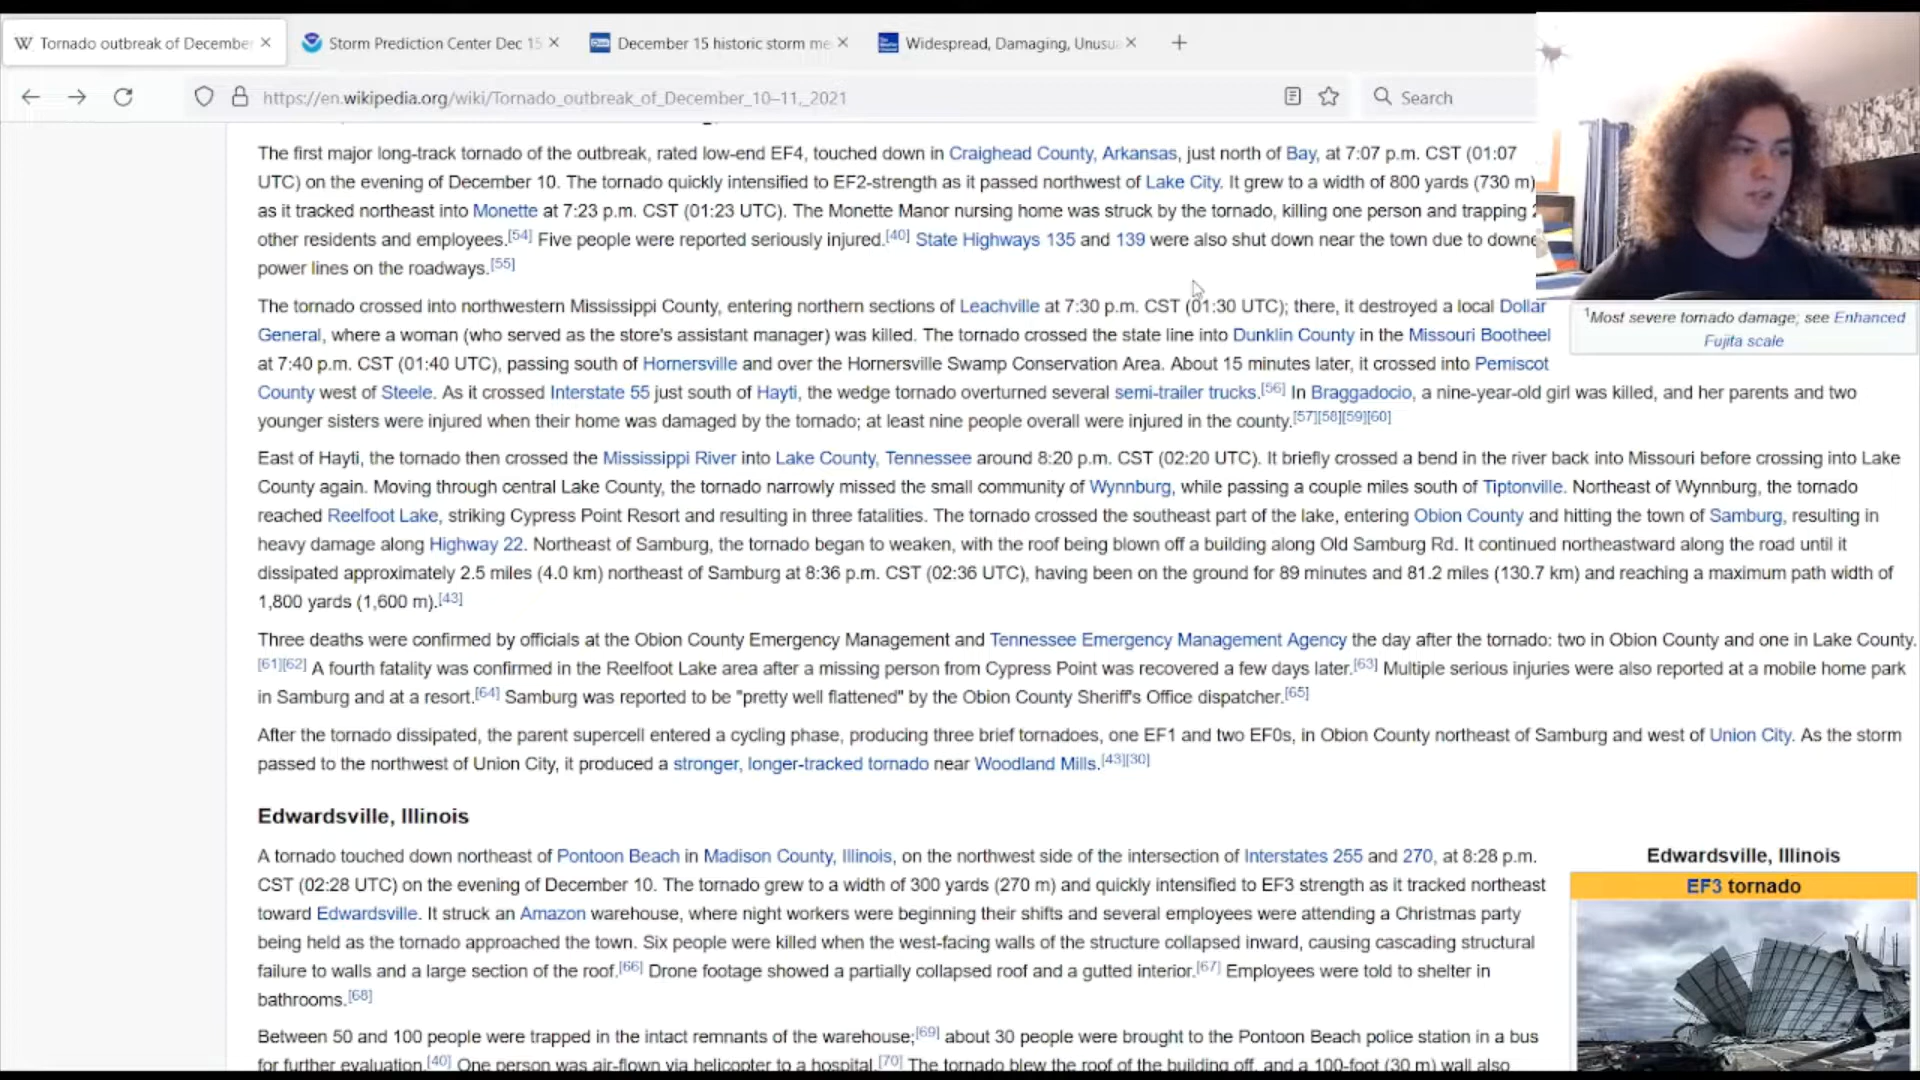 W Tornado outbreak of December
Storm Prediction Center Dec 15
December 15 historic storm me
Widespread, Damaging, Unusu
https://en.wikipedia.org/wiki/Tornado_outbreak_of_December_10–11,_2021
Search
The first major long-track tornado of the outbreak, rated low-end EF4, touched down in Craighead County, Arkansas, just north of Bay, at 7:07 p.m. CST (01:07
UTC) on the evening of December 10. The tornado quickly intensified to EF2-strength as it passed northwest of Lake City. It grew to a width of 800 yards (730 m)
as it tracked northeast into Monette at 7:23 p.m. CST (01:23 UTC). The Monette Manor nursing home was struck by the tornado, killing one person and trapping
other residents and employees.[54] Five people were reported seriously injured.[40] State Highways 135 and 139 were also shut down near the town due to downe
power lines on the roadways.[55]
The tornado crossed into northwestern Mississippi County, entering northern sections of Leachville at 7:30 p.m. CST (01:30 UTC); there, it destroyed a local Dollar
General, where a woman (who served as the store's assistant manager) was killed. The tornado crossed the state line into Dunklin County in the Missouri Bootheel
at 7:40 p.m. CST (01:40 UTC), passing south of Hornersville and over the Hornersville Swamp Conservation Area. About 15 minutes later, it crossed into Pemiscot
County west of Steele. As it crossed Interstate 55 just south of Hayti, the wedge tornado overturned several semi-trailer trucks.[56] In Braggadocio, a nine-year-old girl was killed, and her parents and two
younger sisters were injured when their home was damaged by the tornado; at least nine people overall were injured in the county.[57][58][59][60]
1Most severe tornado damage; see Enhanced
Fujita scale
East of Hayti, the tornado then crossed the Mississippi River into Lake County, Tennessee around 8:20 p.m. CST (02:20 UTC). It briefly crossed a bend in the river back into Missouri before crossing into Lake
County again. Moving through central Lake County, the tornado narrowly missed the small community of Wynnburg, while passing a couple miles south of Tiptonville. Northeast of Wynnburg, the tornado
reached Reelfoot Lake, striking Cypress Point Resort and resulting in three fatalities. The tornado crossed the southeast part of the lake, entering Obion County and hitting the town of Samburg, resulting in
heavy damage along Highway 22. Northeast of Samburg, the tornado began to weaken, with the roof being blown off a building along Old Samburg Rd. It continued northeastward along the road until it
dissipated approximately 2.5 miles (4.0 km) northeast of Samburg at 8:36 p.m. CST (02:36 UTC), having been on the ground for 89 minutes and 81.2 miles (130.7 km) and reaching a maximum path width of
1,800 yards (1,600 m).[43]
Three deaths were confirmed by officials at the Obion County Emergency Management and Tennessee Emergency Management Agency the day after the tornado: two in Obion County and one in Lake County.
[61][62] A fourth fatality was confirmed in the Reelfoot Lake area after a missing person from Cypress Point was recovered a few days later.[63] Multiple serious injuries were also reported at a mobile home park
in Samburg and at a resort.[64] Samburg was reported to be "pretty well flattened" by the Obion County Sheriff's Office dispatcher.[65]
After the tornado dissipated, the parent supercell entered a cycling phase, producing three brief tornadoes, one EF1 and two EF0s, in Obion County northeast of Samburg and west of Union City. As the storm
passed to the northwest of Union City, it produced a stronger, longer-tracked tornado near Woodland Mills.[43][30]
Edwardsville, Illinois
A tornado touched down northeast of Pontoon Beach in Madison County, Illinois, on the northwest side of the intersection of Interstates 255 and 270, at 8:28 p.m.
CST (02:28 UTC) on the evening of December 10. The tornado grew to a width of 300 yards (270 m) and quickly intensified to EF3 strength as it tracked northeast
toward Edwardsville. It struck an Amazon warehouse, where night workers were beginning their shifts and several employees were attending a Christmas party
being held as the tornado approached the town. Six people were killed when the west-facing walls of the structure collapsed inward, causing cascading structural
failure to walls and a large section of the roof.[66] Drone footage showed a partially collapsed roof and a gutted interior.[67] Employees were told to shelter in
bathrooms.[68]
Between 50 and 100 people were trapped in the intact remnants of the warehouse;[69] about 30 people were brought to the Pontoon Beach police station in a bus
for further evaluation.[40] One person was air-flown via helicopter to a hospital.[70] The tornado blew the roof of the building off, and a 100-foot (30 m) wall also
Edwardsville, Illinois
EF3 tornado